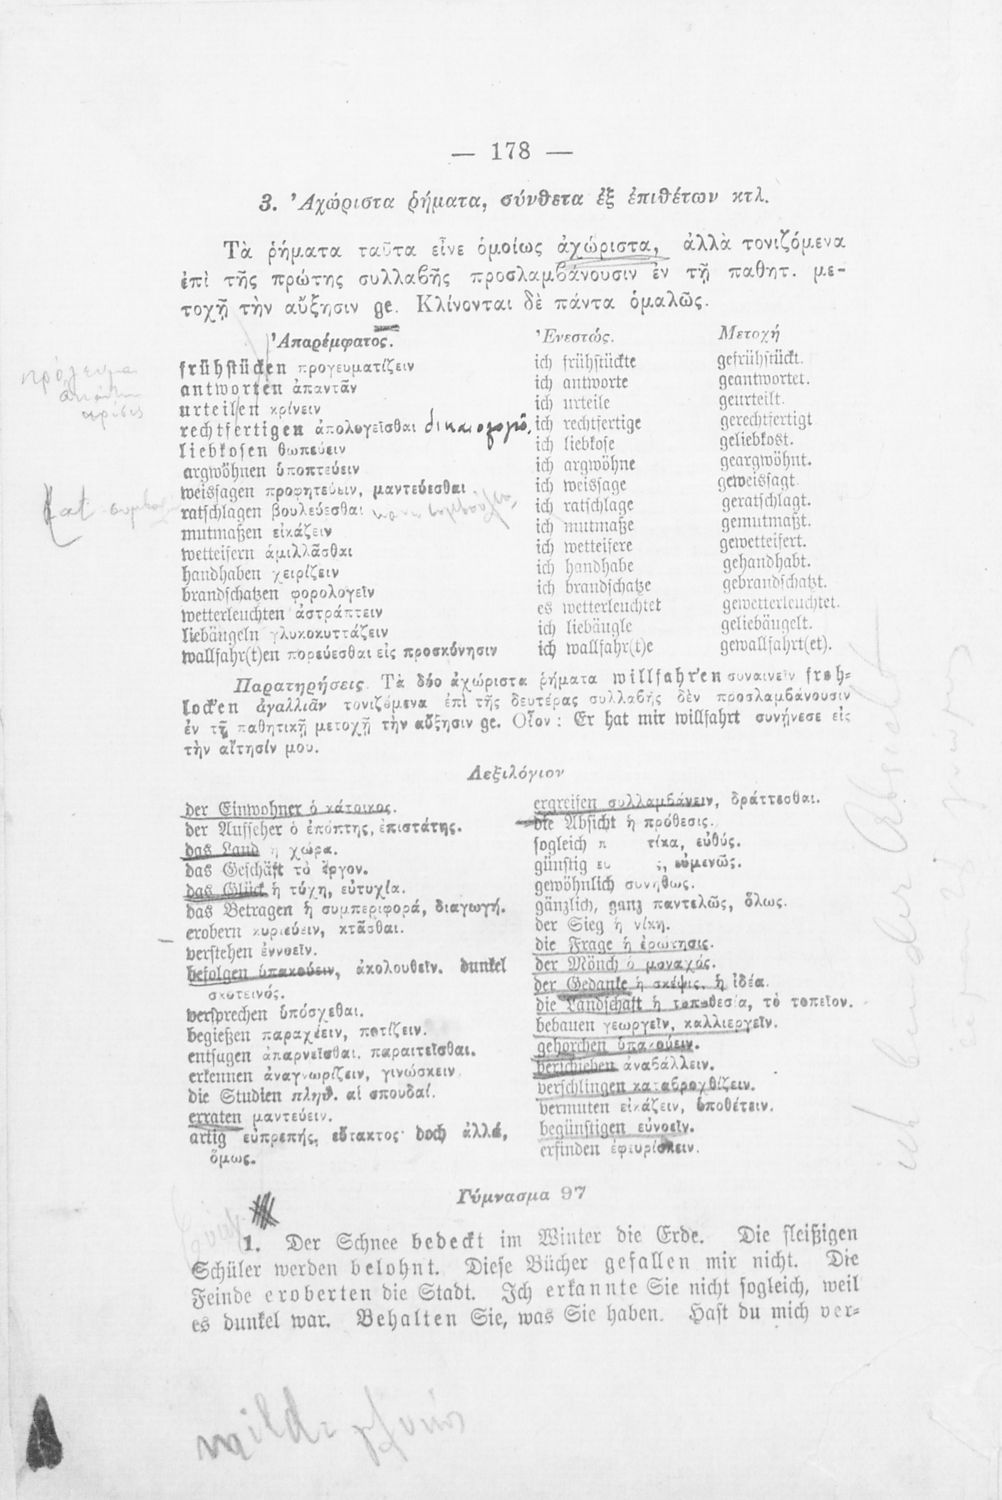 — 178 —
3. Ἀχώριστα ῥήματα, σύνθετα ἐξ ἐπιθέτων κτλ.
Τὰ ῥήματα ταῦτα εἶνε ὁμοίως ἀχώριστα, ἀλλὰ τονιζόμενα
ἐπὶ τῆς πρώτης συλλαβῆς προσλαμβάνουσιν ἐν τῇ παθητ. με-
τοχῇ τὴν αὔξησιν ge. Κλίνονται δὲ πάντα ὁμαλῶς.
Ἀπαρέμφατος. Ἐνεστώς. Μετοχή
frühstücken προγευματίζειν ich frühstückte gefrühstückt.
antworten ἀπαντᾶν ich antworte geantwortet.
urteilen κρίνειν ich urteile geurteilt.
rechtfertigen ἀπολογεῖσθαι δικαιολογῶ. ich rechtfertige gerechtfertigt
liebkosen θωπεύειν ich liebkose geliebkost.
argwöhnen ὑποπτεύειν ich argwöhne geargwöhnt.
weissagen προφητεύειν, μαντεύεσθαι ich weissage geweissagt
ratschlagen βουλεύεσθαι ich ratschlage geratschlagt.
mutmaßen εἰκάζειν ich mutmaße gemutmaßt.
wetteifern ἁμιλλᾶσθαι ich wetteifere gewetteifert.
handhaben χειρίζειν ich handhabe gehandhabt.
brandschatzen φορολογεῖν ich brandschatze gebrandschatzt.
wetterleuchten ἀστράπτειν es wetterleuchtet gewetterleuchtet.
liebäugeln γλυκοκυττάζειν ich liebäugle geliebäugelt.
wallfahr(t)en πορεύεσθαι εἰς προσκύνησιν ich wallfahr(t)e gewallfahrt(et).
Παρατηρήσεις. Τὰ δύο ἀχώριστα ῥήματα willfahren συναινεῖν froh-
locken ἀγαλλιᾶν τονιζόμενα ἐπὶ τῆς δευτέρας συλλαβῆς δὲν προσλαμβάνουσιν
ἐν τῇ παθητικῇ μετοχῇ τὴν αὔξησιν ge. Οἷον: Er hat mir willfahrt συνήνεσε εἰς
τὴν αἴτησίν μου.
Λεξιλόγιον
der Einwohner ὁ κάτοικος.
der Aufseher ὁ ἐπόπτης, ἐπιστάτης.
das Land ἡ χώρα.
das Geschäft τὸ ἔργον.
das Glück ἡ τύχη, εὐτυχία.
das Betragen ἡ συμπεριφορά, διαγωγή.
erobern κυριεύειν, κτᾶσθαι.
verstehen ἐννοεῖν.
befolgen ὑπακούειν, ἀκολουθεῖν. dunkel
σκοτεινός.
versprechen ὑπόσχεθαι.
begießen παραχέειν, ποτίζειν.
entsagen ἀπαρνεῖσθαι. παραιτεῖσθαι.
erkennen ἀναγνωρίζειν, γινώσκειν
die Studien πληθ. αἱ σπουδαί.
erraten μαντεύειν.
artig εὐπρεπής, εὔτακτος doch ἀλλά,
ὅμως.
ergreifen συλλαμβάνειν, δράττεσθαι.
die Absicht ἡ πρόθεσις.
sogleich τίκα, εὐθύς.
günstig εὐμενῶς.
gewöhnlich συνήθως.
gänzlich, ganz παντελῶς, ὅλως.
der Sieg ἡ νίκη.
die Frage ἡ ἐρώτησις.
der Mönch ὁ μοναχός.
der Gedanke ἡ σκέψις, ἡ ἰδέα.
die Landschaft ἡ τοποθεσία, τὸ τοπεῖον.
bebauen γεωργεῖν, καλλιεργεῖν.
gehorchen ὑπακούειν.
verschieben ἀναβάλλειν.
verschlingen καταβροχθίζειν.
vermuten εἰκάζειν, ὑποθέτειν.
begünstigen εὐνοεῖν.
erfinden ἐφευρίσκειν.
Γύμνασμα 97
1. Der Schnee bedeckt im Winter die Erde. Die fleißigen
Schüler werden belohnt. Diese Bücher gefallen mir nicht. Die
Feinde eroberten die Stadt. Ich erkannte Sie nicht sogleich, weil
es dunkel war. Behalten Sie, was Sie haben. Hast du mich ver-